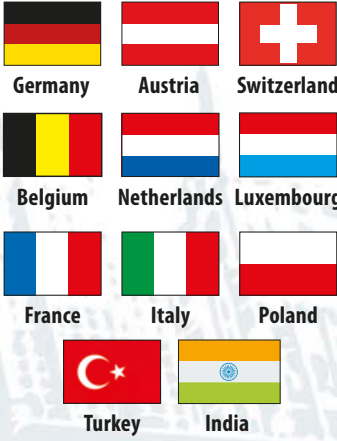 Germany Austria Switzerland
Belgium Netherlands Luxembourg
France Italy Poland
Turkey India